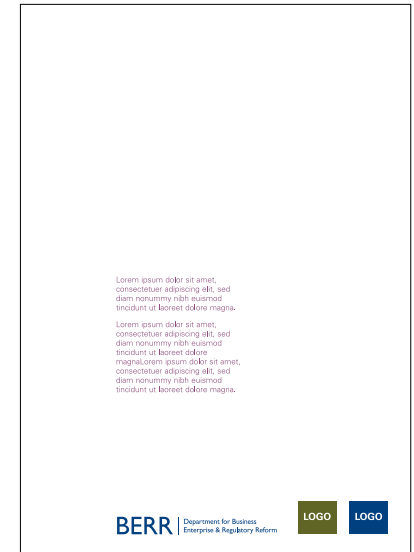 Lorem ipsum dolor sit amet,
consectetuer adipiscing elit, sed
diam nonummy nibh euismod
tincidunt ut laoreet dolore magna.
Lorem ipsum dolor sit amet,
consectetuer adipiscing elit, sed
diam nonummy nibh euismod
tincidunt ut laoreet dolore
magnaLorem ipsum dolor sit amet,
consectetuer adipiscing elit, sed
diam nonummy nibh euismod
tincidunt ut laoreet dolore magna.
BERR
Department for Business
Enterprise & Regulatory Reform
LOGO
LOGO